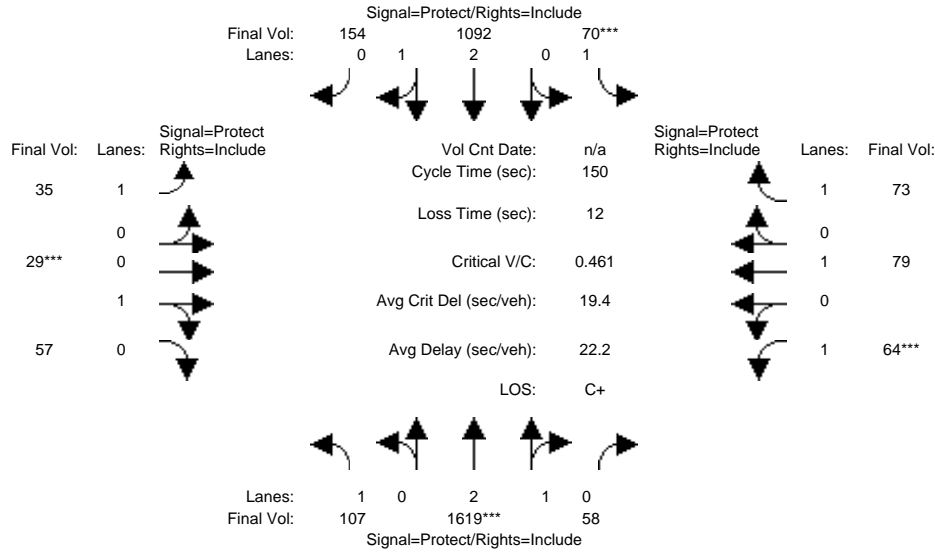 Signal=Protect/Rights=Include
Final Vol: 154 1092 70***
Lanes: 0 1 2 0 1
Signal=Protect Signal=Protect
Final Vol: Lanes: Rights=Include Vol Cnt Date: n/a Rights=Include Lanes: Final Vol:
Cycle Time (sec): 150
35 1 1 73
Loss Time (sec): 12
0 0
29*** 0 Critical V/C: 0.461 1 79
1 Avg Crit Del (sec/veh): 19.4 0
57 0 Avg Delay (sec/veh): 22.2 1 64***
LOS: C+
Lanes: 1 0 2 1 0
Final Vol: 107 1619*** 58
Signal=Protect/Rights=Include